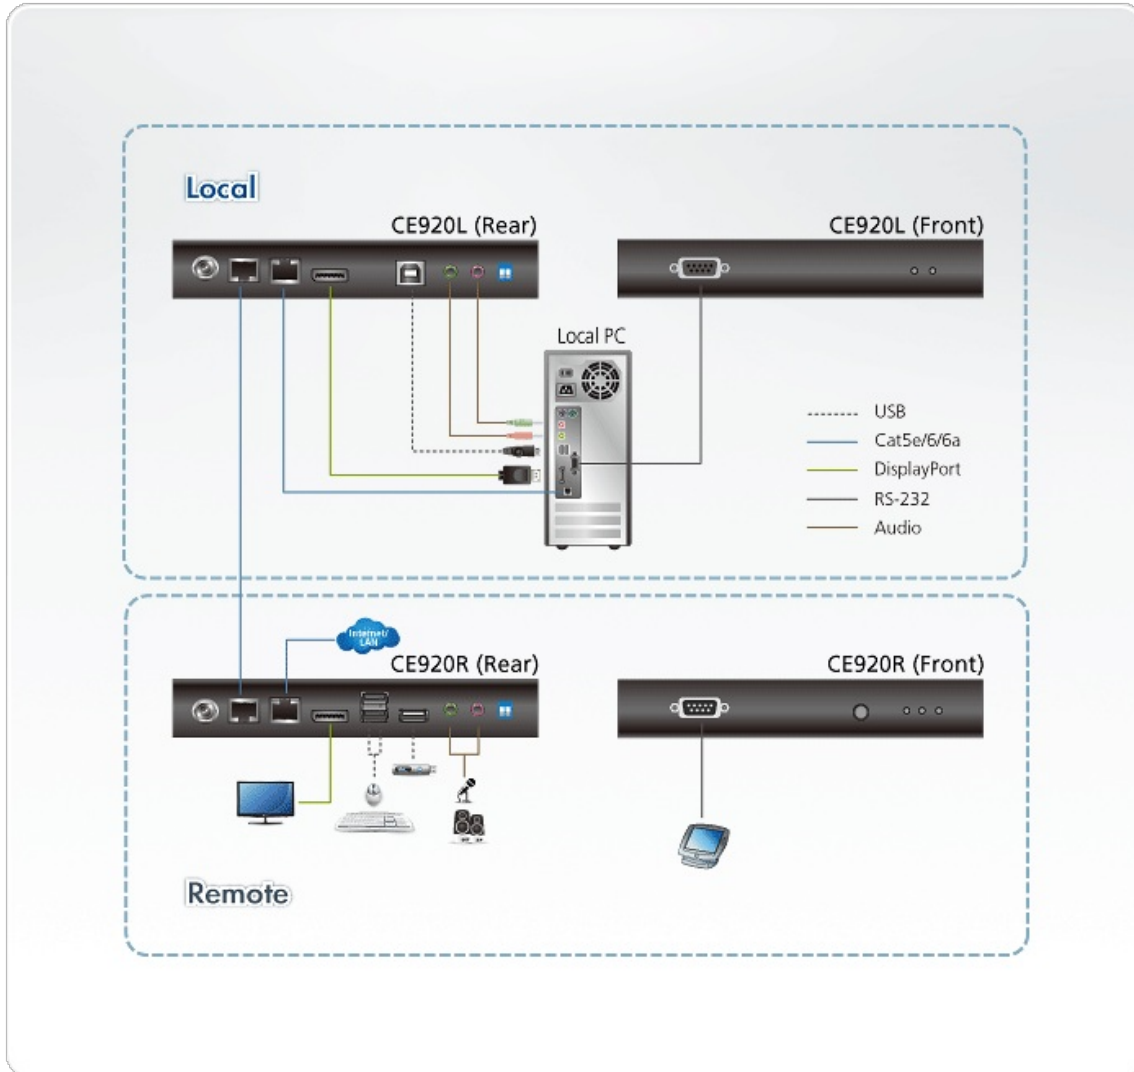 Local
CE920L (Rear)
CE920L (Front)
Local PC
USB
Cat5e/6/6a
DisplayPort
RS-232
Audio
Internet/
LAN
CE920R (Rear)
CE920R (Front)
Remote